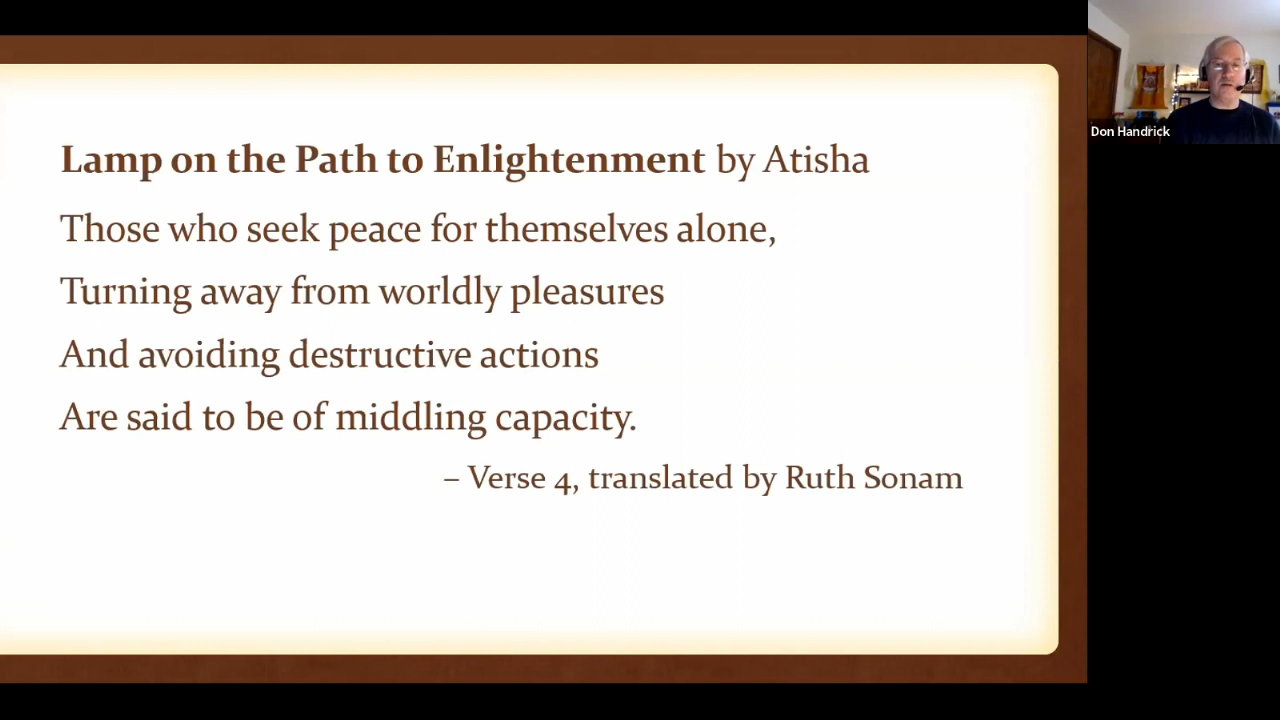 Lamp on the Path to Enlightenment by Atisha
Those who seek peace for themselves alone,
Turning away from worldly pleasures
And avoiding destructive actions
Are said to be of middling capacity.
– Verse 4, translated by Ruth Sonam
Don Handrick